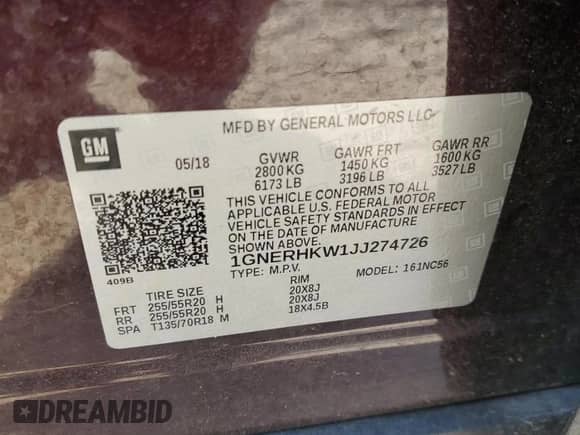 MFD BY GENERAL MOTORS LLC
GM
05/18 GVWR GAWR FRT GAWR RR
2800 KG 1450 KG 1600 KG
6173 LB 3196 LB 3527 LB
THIS VEHICLE CONFORMS TO ALL
APPLICABLE U.S. FEDERAL MOTOR
VEHICLE SAFETY STANDARDS IN EFFECT
ON THE DATE OF MANUFACTURE
SHOWN ABOVE.
1GNERHKW1JJ274726
409B
TYPE: M.P.V. MODEL: 161NC56
TIRE SIZE RIM
FRT 255/55R20 H 20X8J
RR 255/55R20 H 20X8J
SPA T135/70R18 M 18X4.5B
DREAMBID